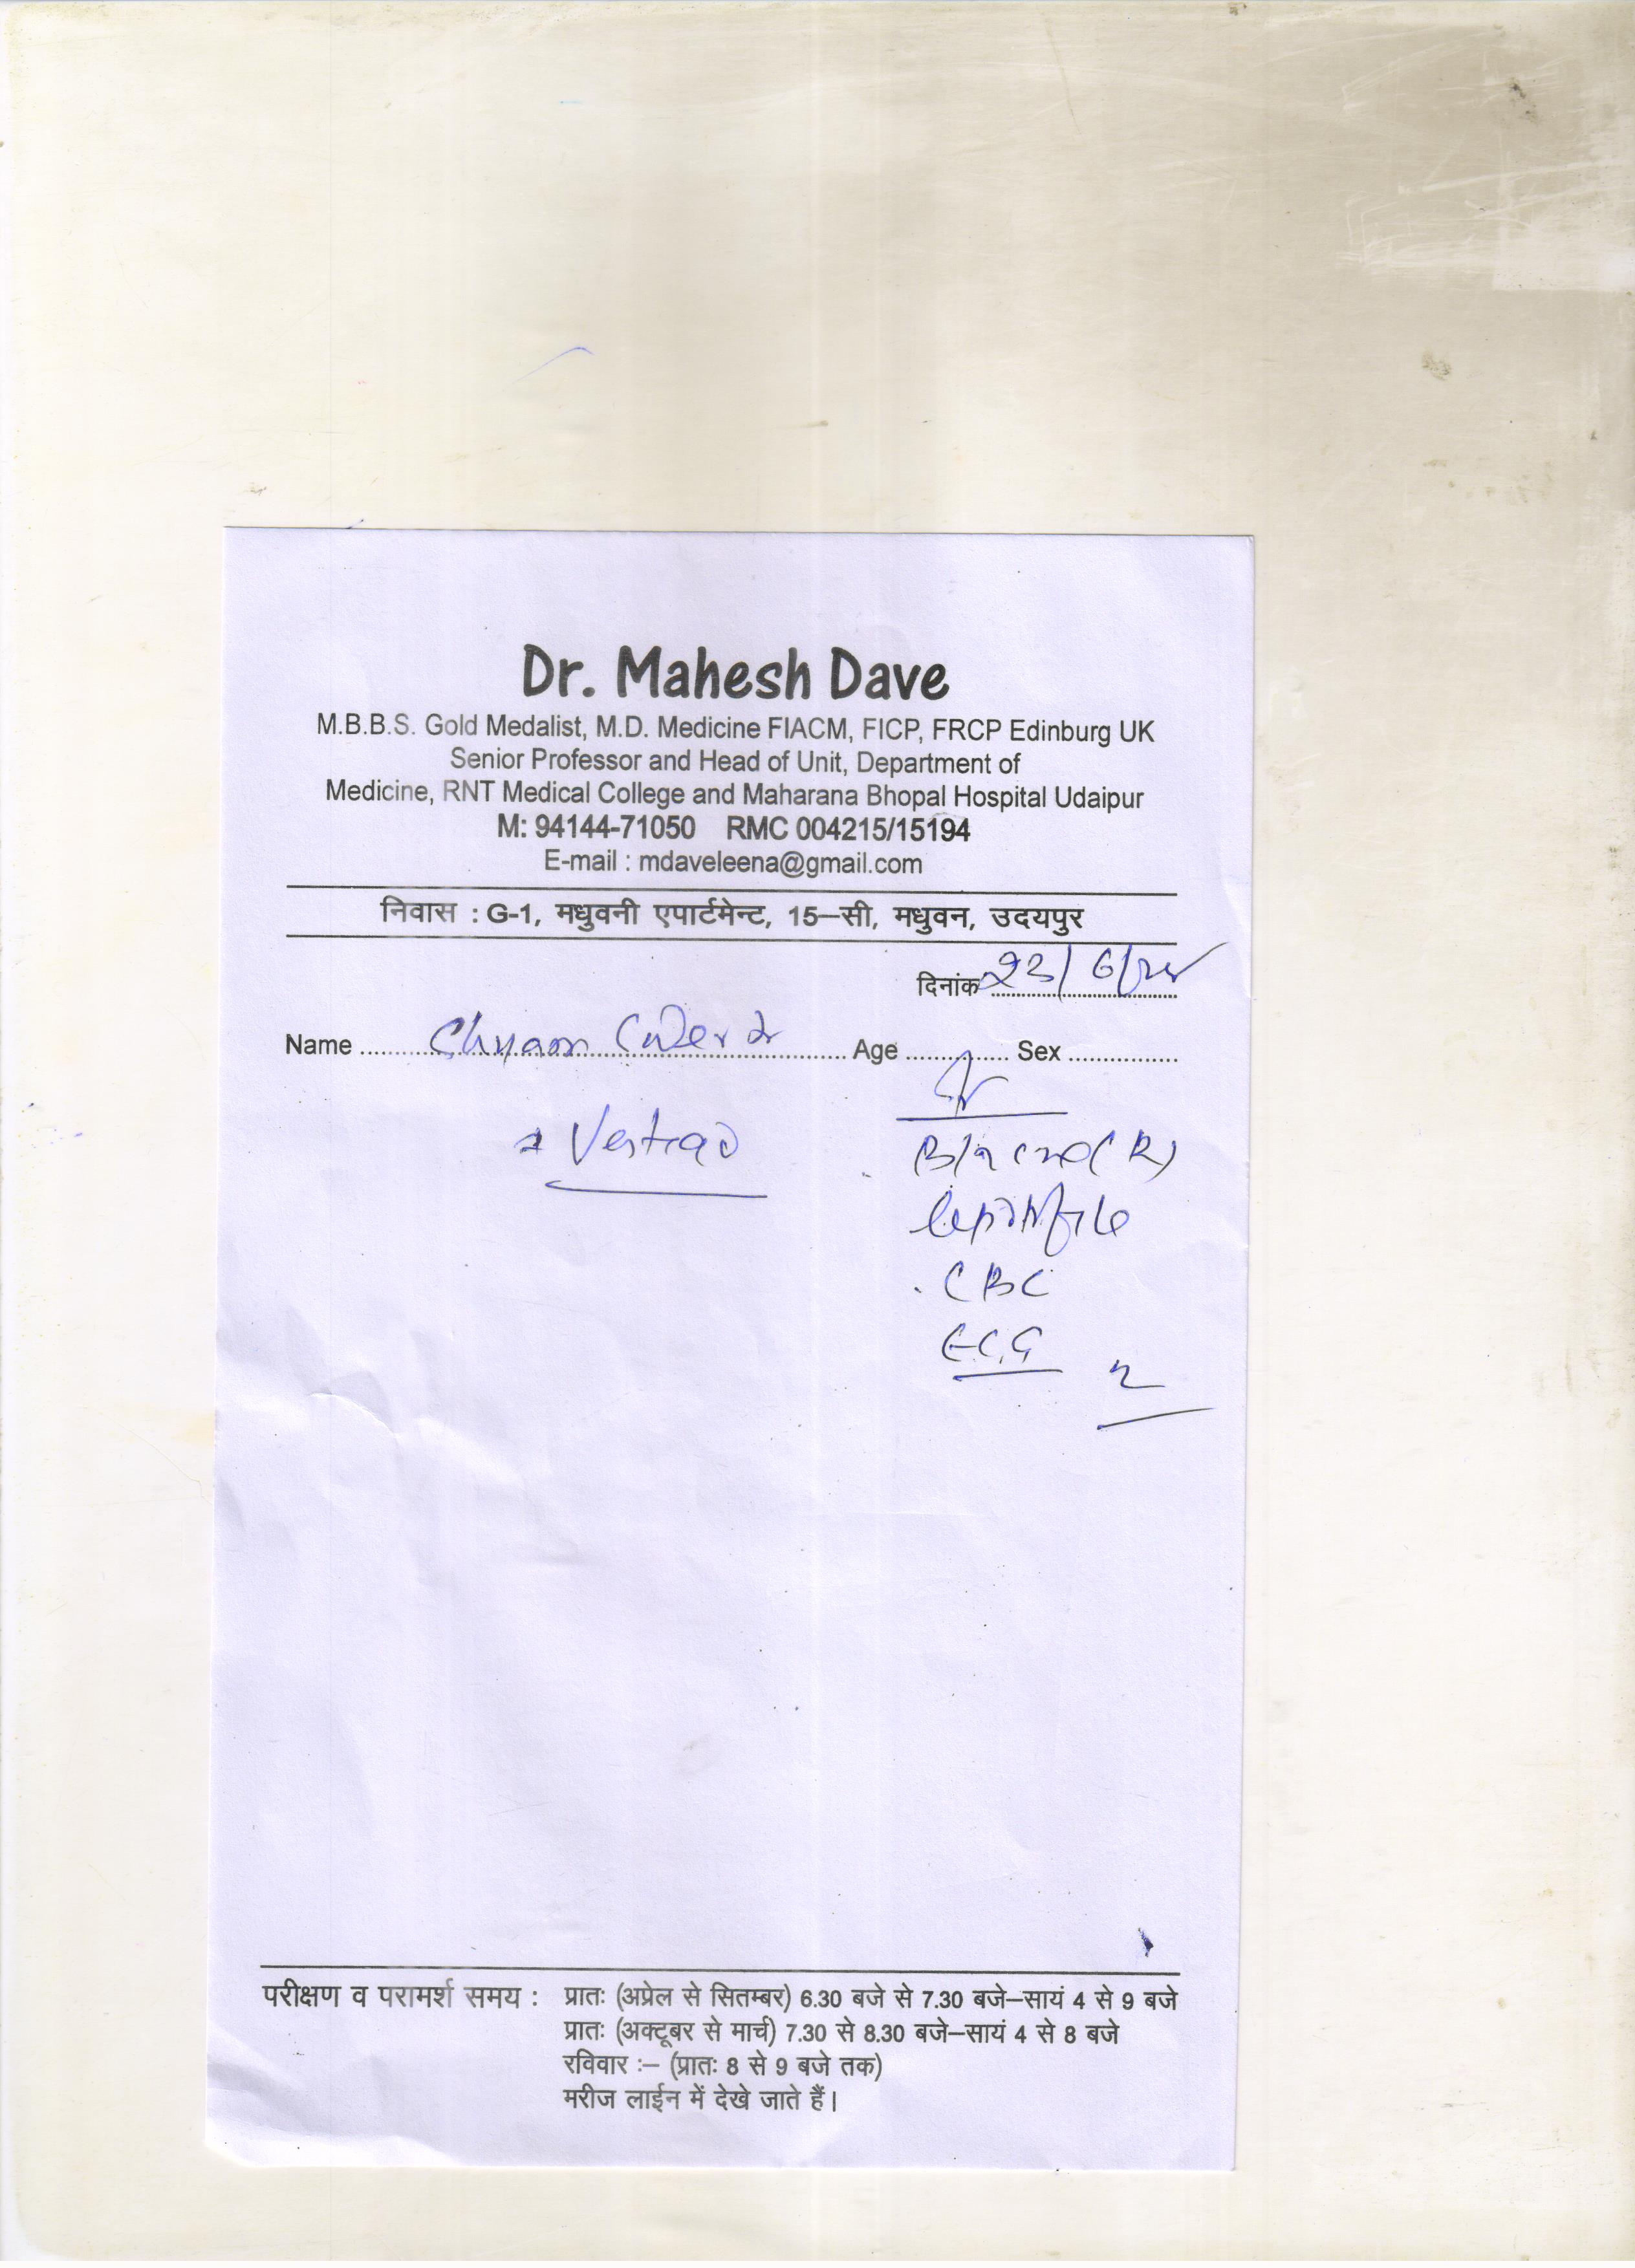 Dr. Mahesh Dave
M.B.B.S. Gold Medalist, M.D. Medicine FIACM, FICP, FRCP Edinburg UK
Senior Professor and Head of Unit, Department of
Medicine, RNT Medical College and Maharana Bhopal Hospital Udaipur
M: 94144-71050 RMC 004215/15194
E-mail : mdaveleena@gmail.com
निवास : G-1, मधुवनी एपार्टमेन्ट, 15–सी, मधुवन, उदयपुर
दिनांक 23/6/
Name Shyam Age Sex
(R)
CBC
ECG
परीक्षण व परामर्श समय : प्रातः (अप्रेल से सितम्बर) 6.30 बजे से 7.30 बजे–सायं 4 से 9 बजे
प्रातः (अक्टूबर से मार्च) 7.30 से 8.30 बजे–सायं 4 से 8 बजे
रविवार :– (प्रातः 8 से 9 बजे तक)
मरीज लाईन में देखे जाते हैं।